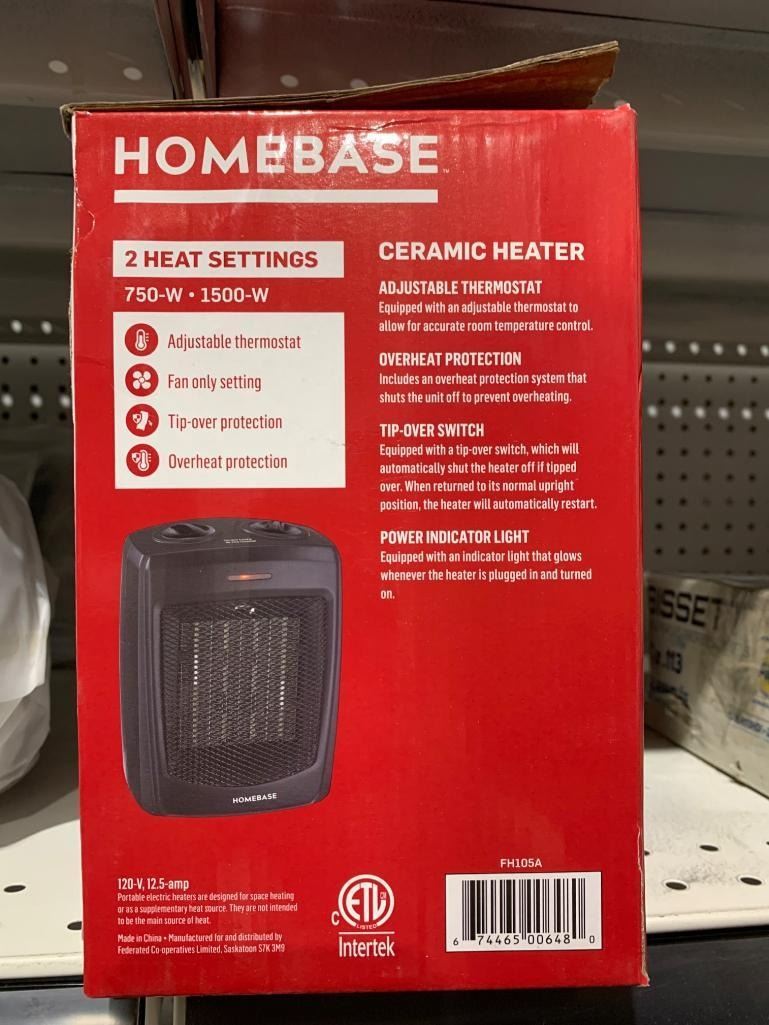 HOMEBASE
2 HEAT SETTINGS
750-W • 1500-W
Adjustable thermostat
Fan only setting
Tip-over protection
Overheat protection
CERAMIC HEATER
ADJUSTABLE THERMOSTAT
Equipped with an adjustable thermostat to
allow for accurate room temperature control.
OVERHEAT PROTECTION
Includes an overheat protection system that
shuts the unit off to prevent overheating.
TIP-OVER SWITCH
Equipped with a tip-over switch, which will
automatically shut the heater off if tipped
over. When returned to its normal upright
position, the heater will automatically restart.
POWER INDICATOR LIGHT
Equipped with an indicator light that glows
whenever the heater is plugged in and turned
on.
HOMEBASE
120-V, 12.5-amp
Portable electric heaters are designed for space heating
or as a supplementary heat source. They are not intended
to be the main source of heat.
Made in China • Manufactured for and distributed by
Federated Co-operatives Limited, Saskatoon S7K 3M9
C ETL CM
LISTED
Intertek
FH105A
6 74465 00648 0
BISSET